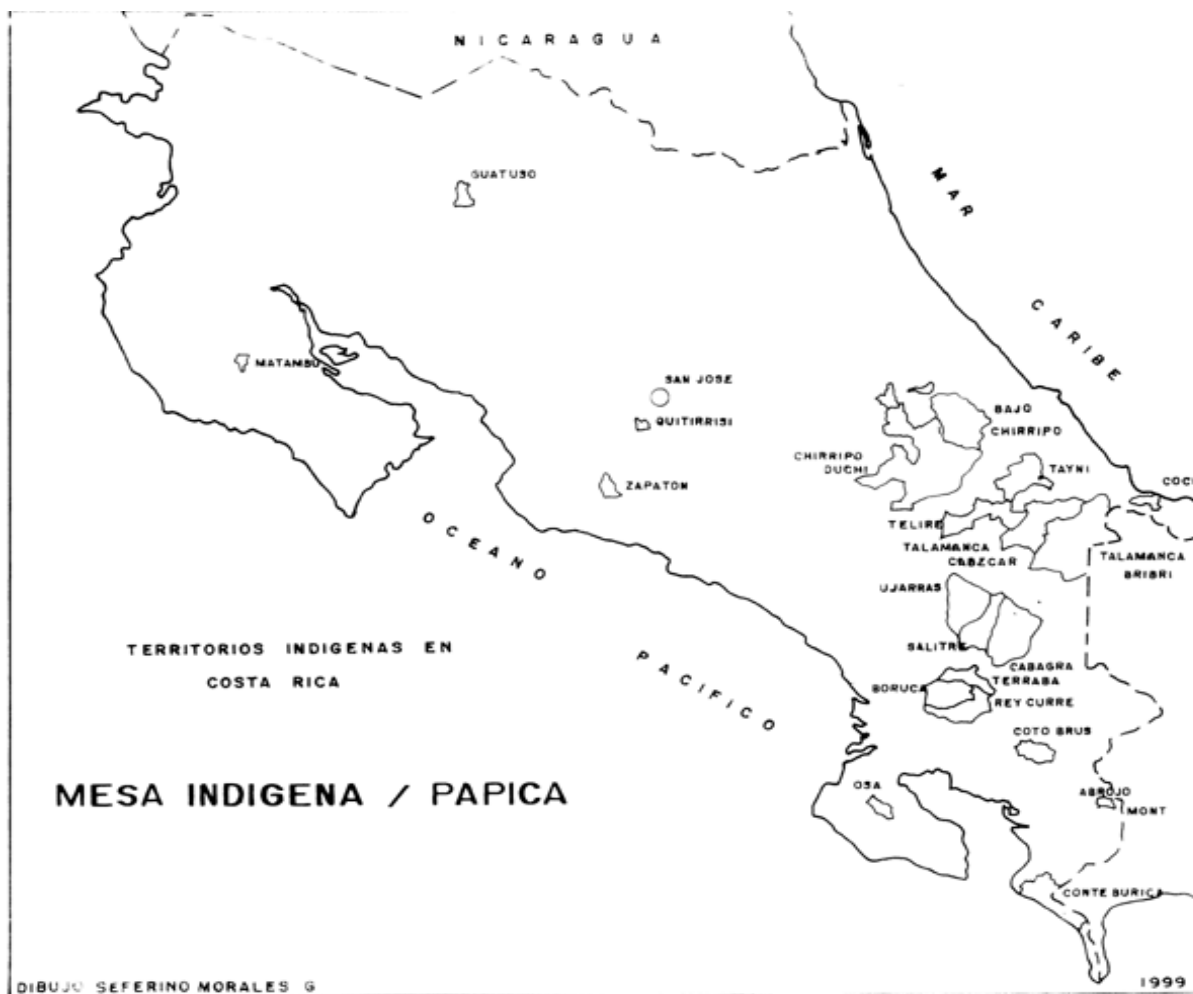 NICARAGUA
GUATUSO
MAR
CARIBE
MATAMBU
SAN JOSE
QUITIRRISI
BAJO
CHIRRIPO
CHIRRIPO
DUCHI
TAYNI
ZAPATON
COC
OCEANO
TELIRE
TALAMANCA
CABECAR
TALAMANCA
BRIBRI
UJARRAS
TERRITORIOS INDIGENAS EN
COSTA RICA
SALITRE
CABAGRA
PACIFICO
TERRABA
BORUCA
REY CURRE
COTO BRUS
MESA INDIGENA / PAPICA
OSA
ABROJO
MONT
CONTE BURICA
DIBUJO SEFERINO MORALES G
1999